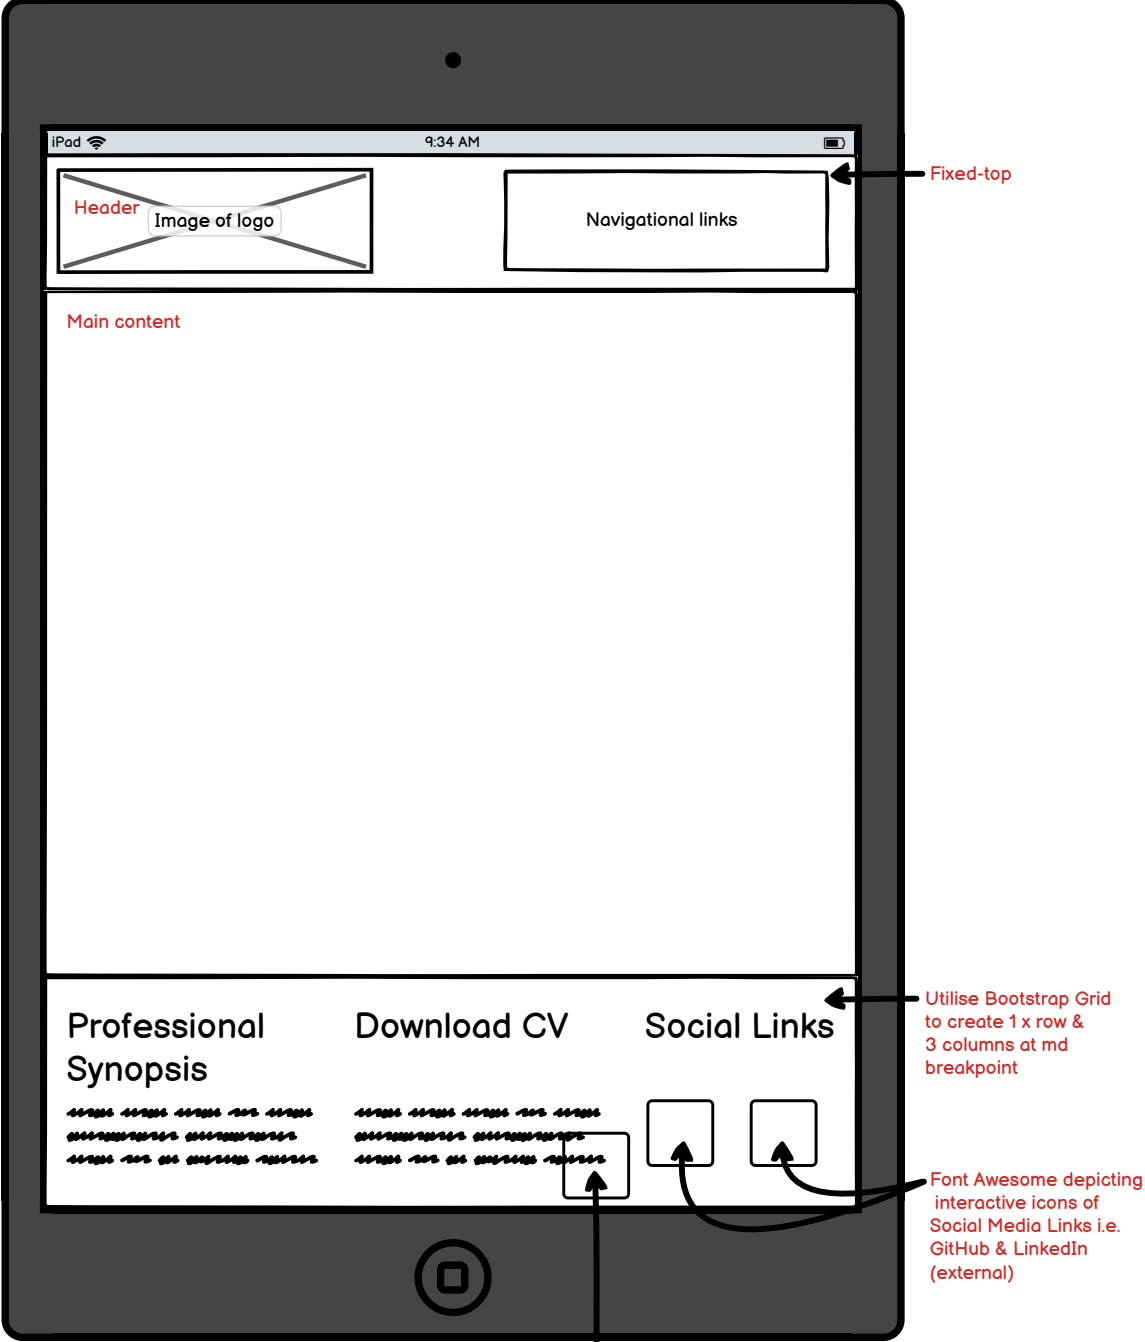 iPad
9:34 AM
Fixed-top
Header
Image of logo
Navigational links
Main content
Professional
Synopsis
Download CV
Social Links
Utilise Bootstrap Grid
to create 1 x row &
3 columns at md
breakpoint
Font Awesome depicting
interactive icons of
Social Media Links i.e.
GitHub & LinkedIn
(external)